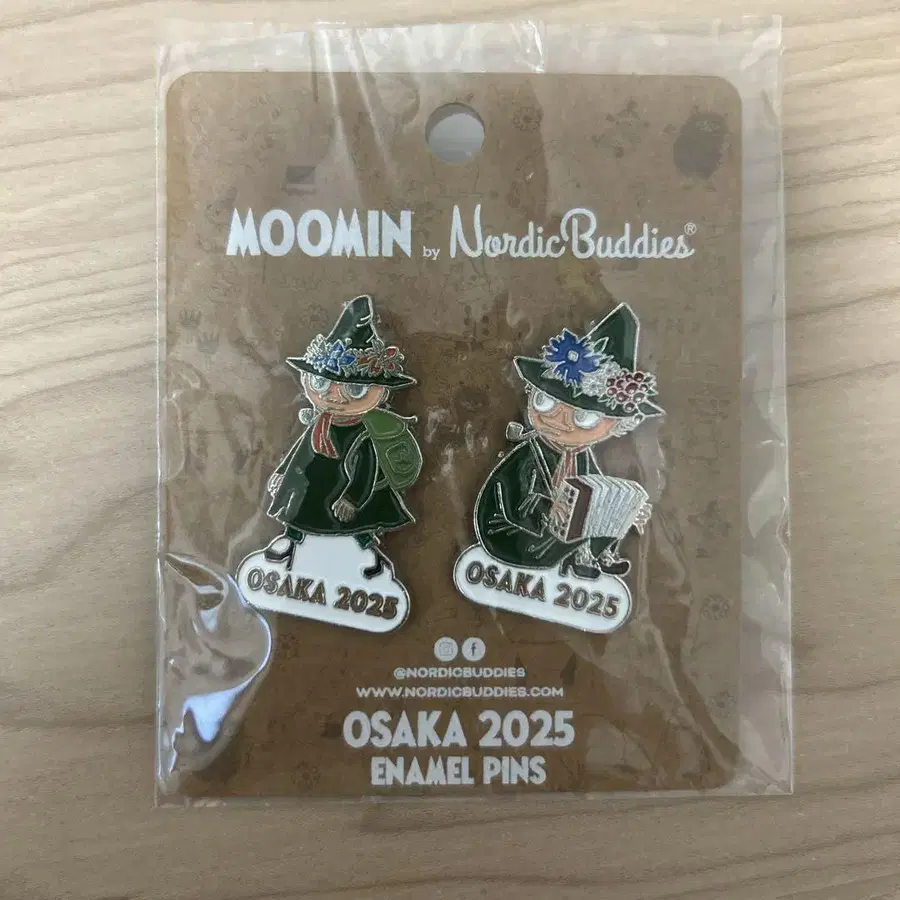 MOOMIN by NordicBuddies®
OSAKA 2025
OSAKA 2025
@NORDICBUDDIES
WWW.NORDICBUDDIES.COM
OSAKA 2025
ENAMEL PINS